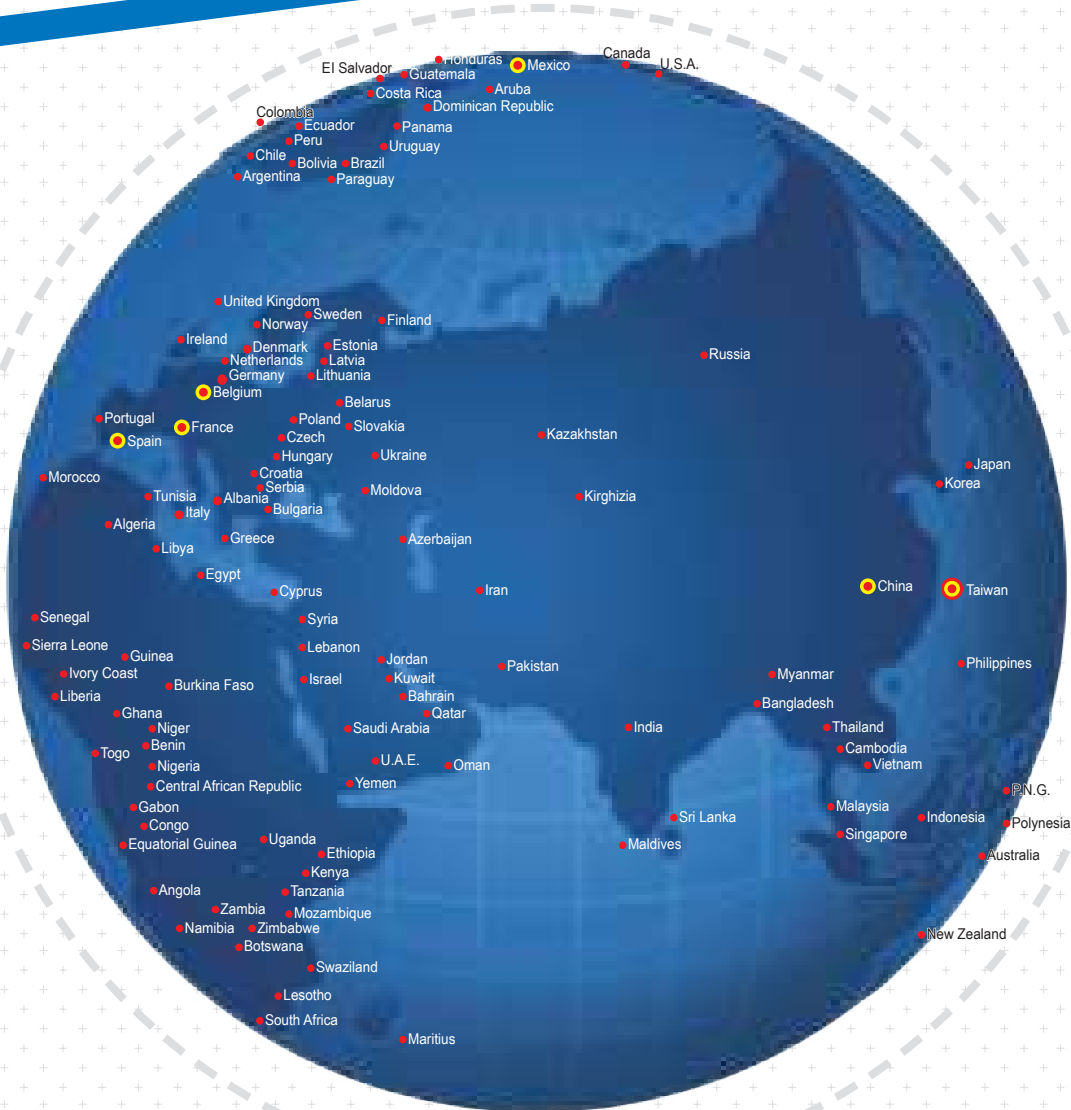 Canada
Honduras
Mexico
U.S.A.
El Salvador
Guatemala
Costa Rica
Aruba
Dominican Republic
Colombia
Ecuador
Panama
Peru
Uruguay
Chile
Bolivia
Brazil
Argentina
Paraguay
United Kingdom
Sweden
Norway
Finland
Ireland
Denmark
Estonia
Russia
Netherlands
Latvia
Germany
Lithuania
Belgium
Belarus
Portugal
Poland
France
Slovakia
Spain
Czech
Kazakhstan
Hungary
Ukraine
Japan
Morocco
Croatia
Korea
Serbia
Tunisia
Albania
Moldova
Kirghizia
Italy
Bulgaria
Algeria
Greece
Azerbaijan
Libya
Egypt
Cyprus
Iran
China
Taiwan
Senegal
Syria
Sierra Leone
Lebanon
Guinea
Jordan
Pakistan
Philippines
Ivory Coast
Burkina Faso
Israel
Kuwait
Myanmar
Liberia
Bahrain
Bangladesh
Ghana
Qatar
Niger
Saudi Arabia
India
Thailand
Benin
Togo
Cambodia
Nigeria
U.A.E.
Oman
Vietnam
Central African Republic
Yemen
P.N.G.
Gabon
Malaysia
Congo
Sri Lanka
Indonesia
Polynesia
Equatorial Guinea
Uganda
Maldives
Singapore
Ethiopia
Australia
Kenya
Angola
Tanzania
Zambia
Mozambique
Namibia
Zimbabwe
New Zealand
Botswana
Swaziland
Lesotho
South Africa
Maritius